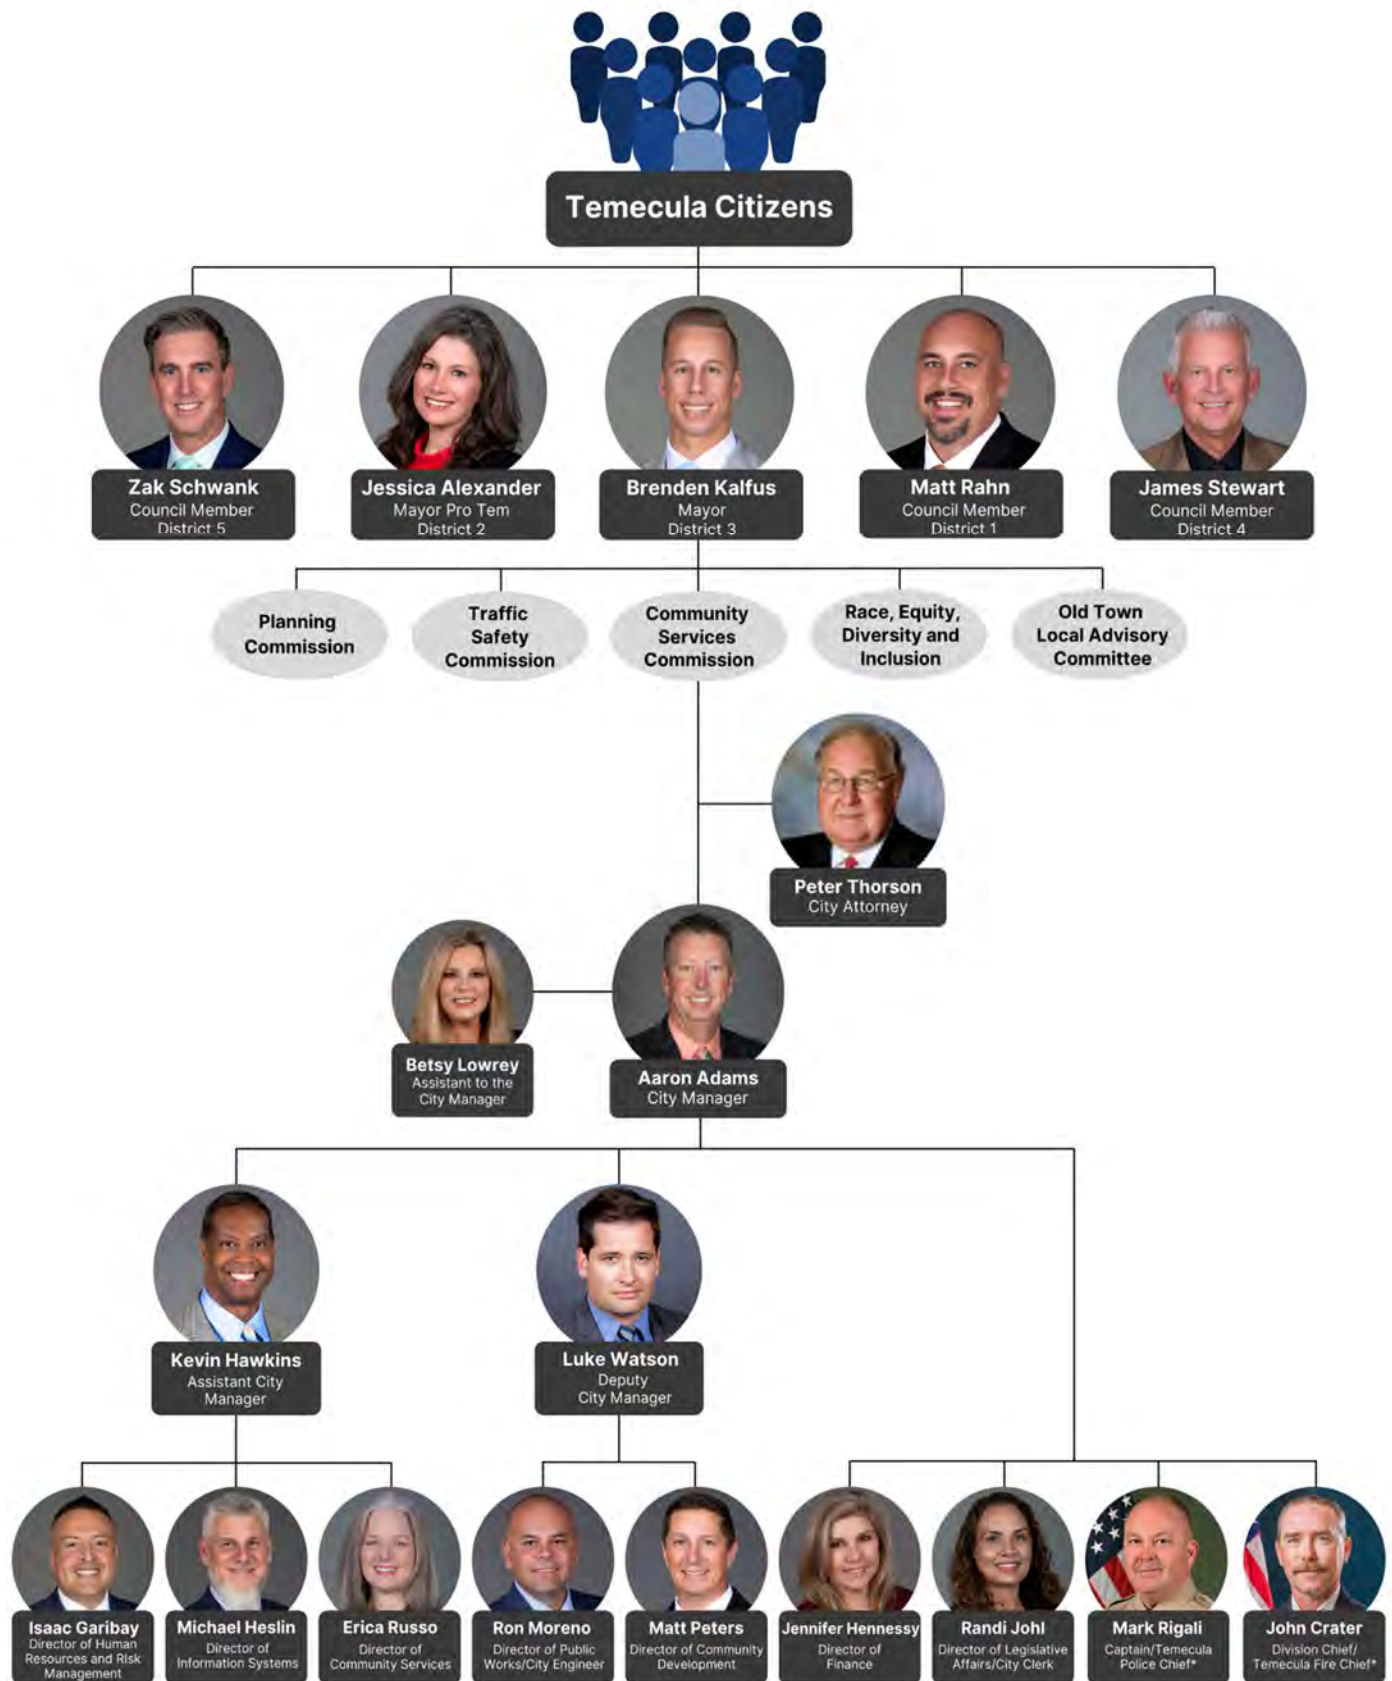 Temecula Citizens
Zak Schwank
Council Member
District 5
Jessica Alexander
Mayor Pro Tem
District 2
Brenden Kalfus
Mayor
District 3
Matt Rahn
Council Member
District 1
James Stewart
Council Member
District 4
Planning
Commission
Traffic
Safety
Commission
Community
Services
Commission
Race, Equity,
Diversity and
Inclusion
Old Town
Local Advisory
Committee
Peter Thorson
City Attorney
Betsy Lowrey
Assistant to the
City Manager
Aaron Adams
City Manager
Kevin Hawkins
Assistant City
Manager
Luke Watson
Deputy
City Manager
Isaac Garibay
Director of Human
Resources and RIsk
Management
Michael Heslin
Director of
Information Systems
Erica Russo
Director of
Community Services
Ron Moreno
Director of Public
Works/City Engineer
Matt Peters
Director of Community
Development
Jennifer Hennessy
Director of
Finance
Randi Johl
Director of Legislative
Affairs/City Clerk
Mark Rigali
Captain/Temecula
Police Chief*
John Crater
Division Chief/
Temecula Fire Chief*